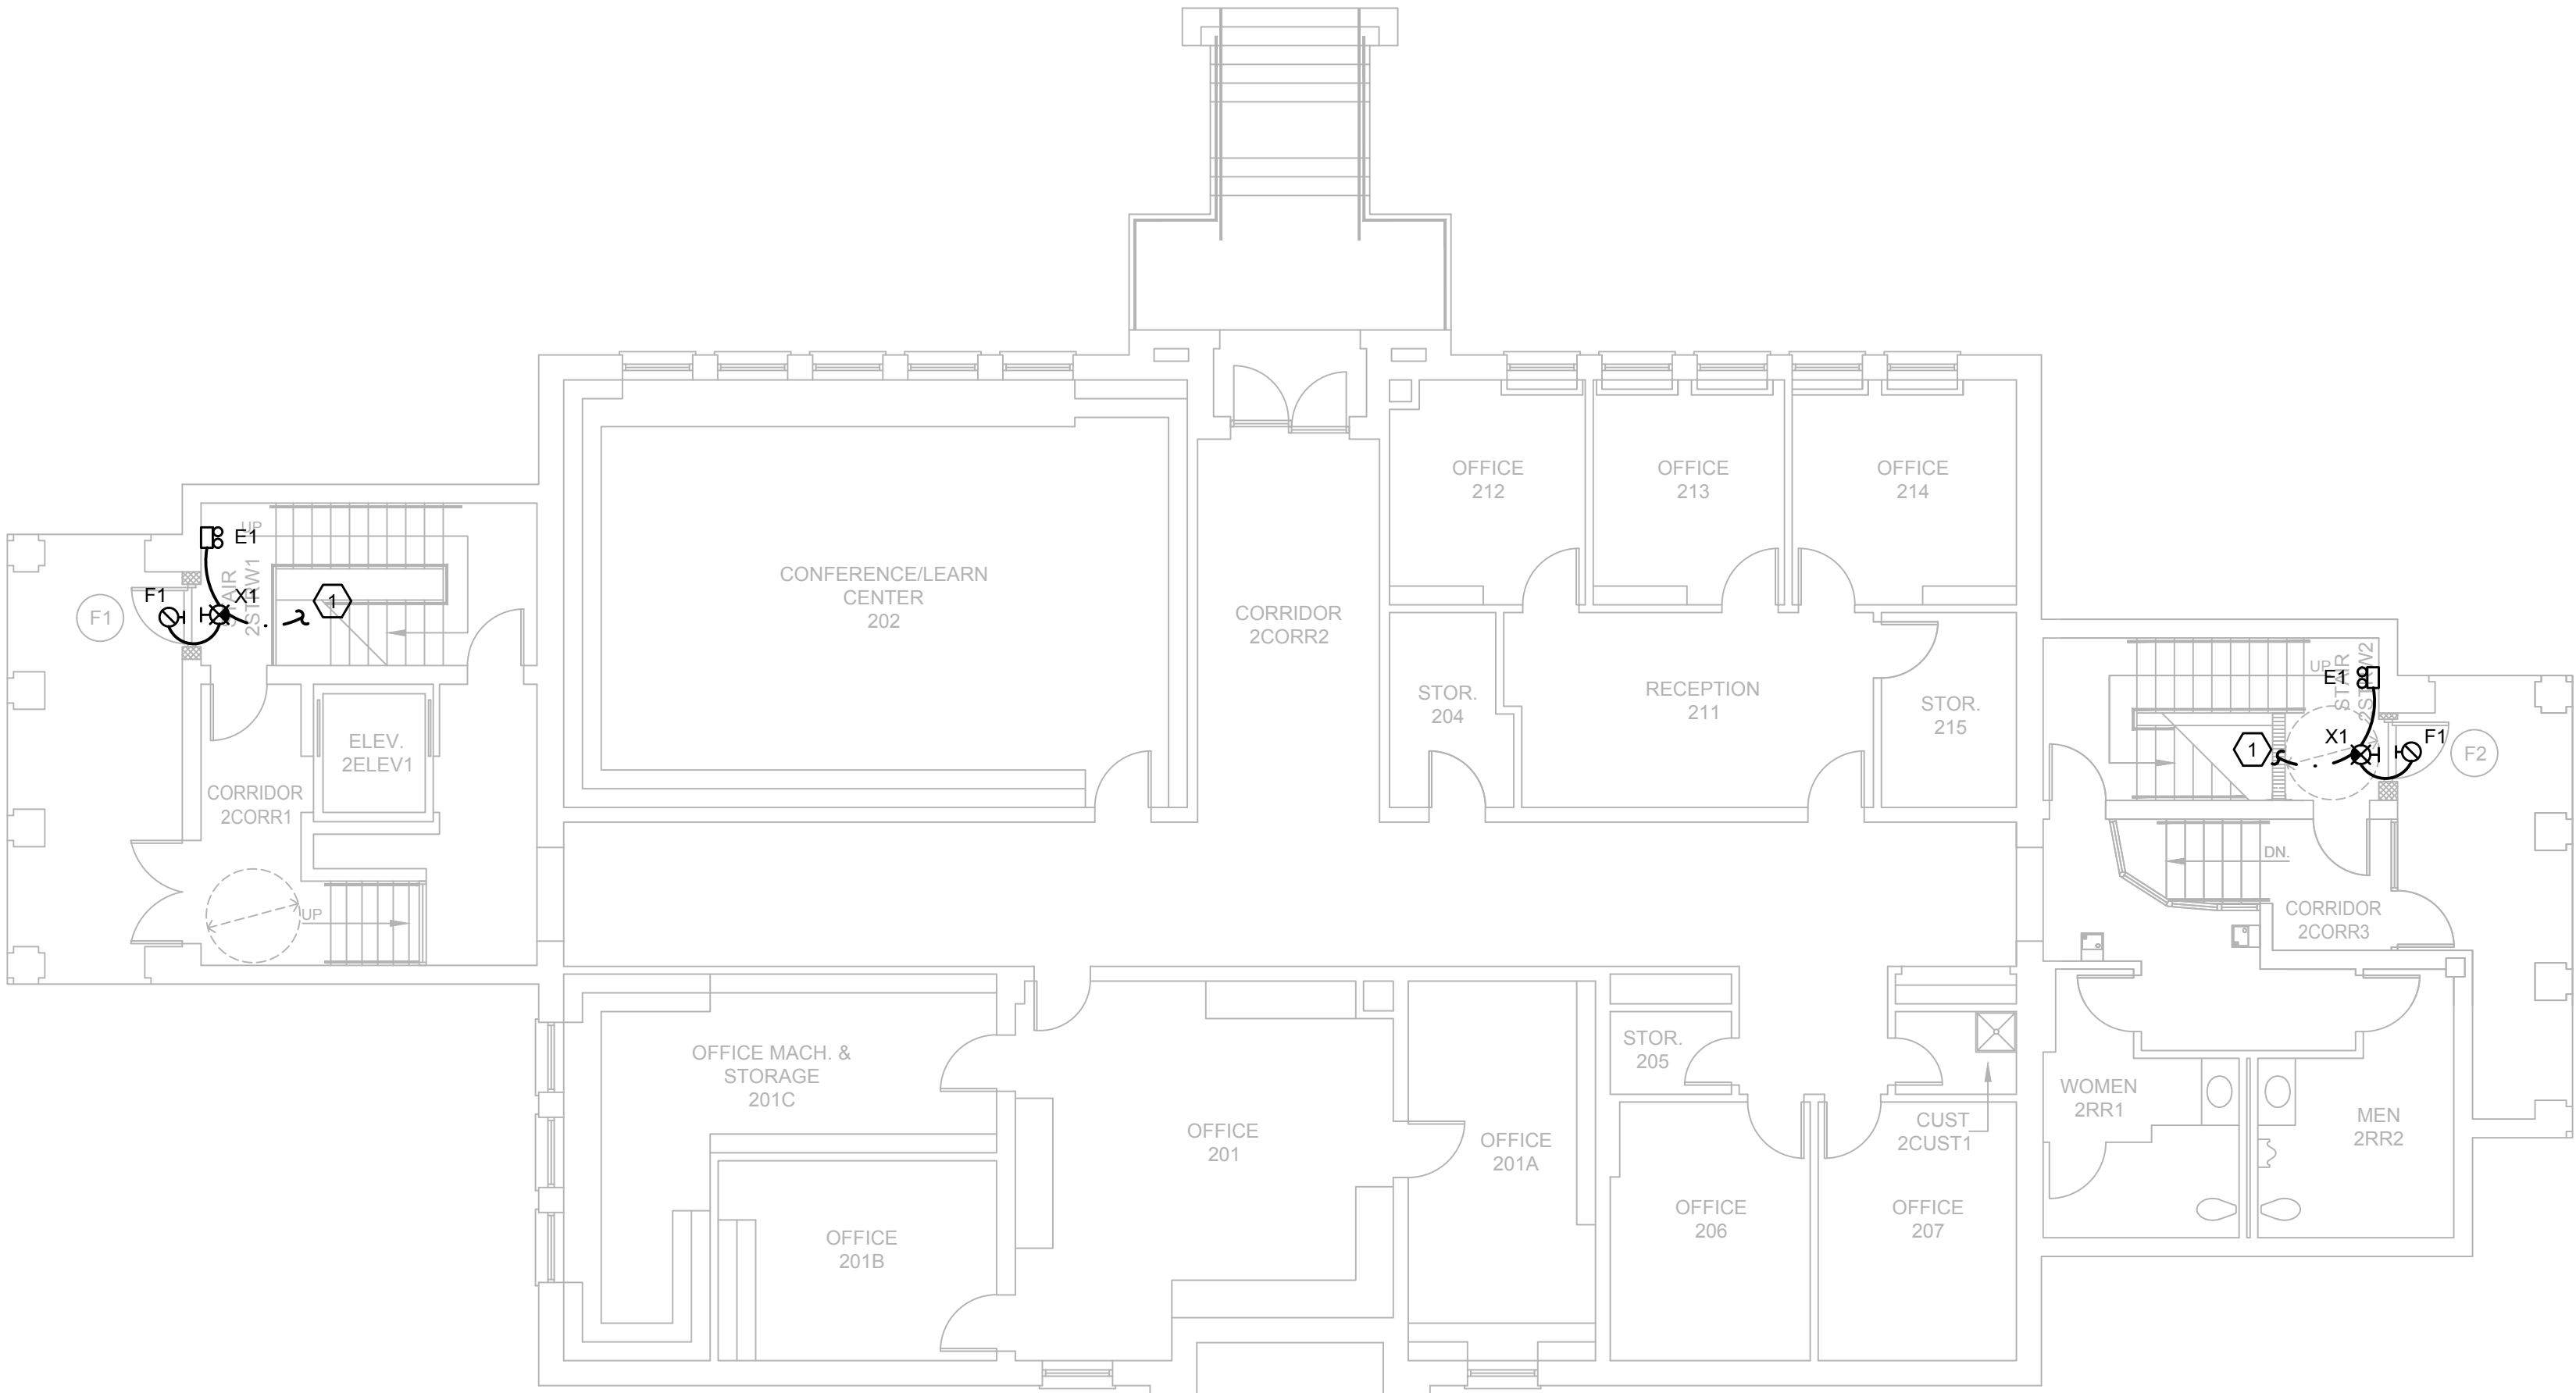 OFFICE
212
OFFICE
213
OFFICE
214
UP
E1
STAIR
2STRW1
F1
F1
X1
1
CONFERENCE/LEARN
CENTER
202
CORRIDOR
2CORR2
STOR.
204
RECEPTION
211
STOR.
215
UP
STAIR
2STRW2
E1
1
X1
F1
F2
ELEV.
2ELEV1
CORRIDOR
2CORR1
UP
DN.
CORRIDOR
2CORR3
OFFICE MACH. &
STORAGE
201C
OFFICE
201B
OFFICE
201
OFFICE
201A
STOR.
205
OFFICE
206
OFFICE
207
CUST
2CUST1
WOMEN
2RR1
MEN
2RR2